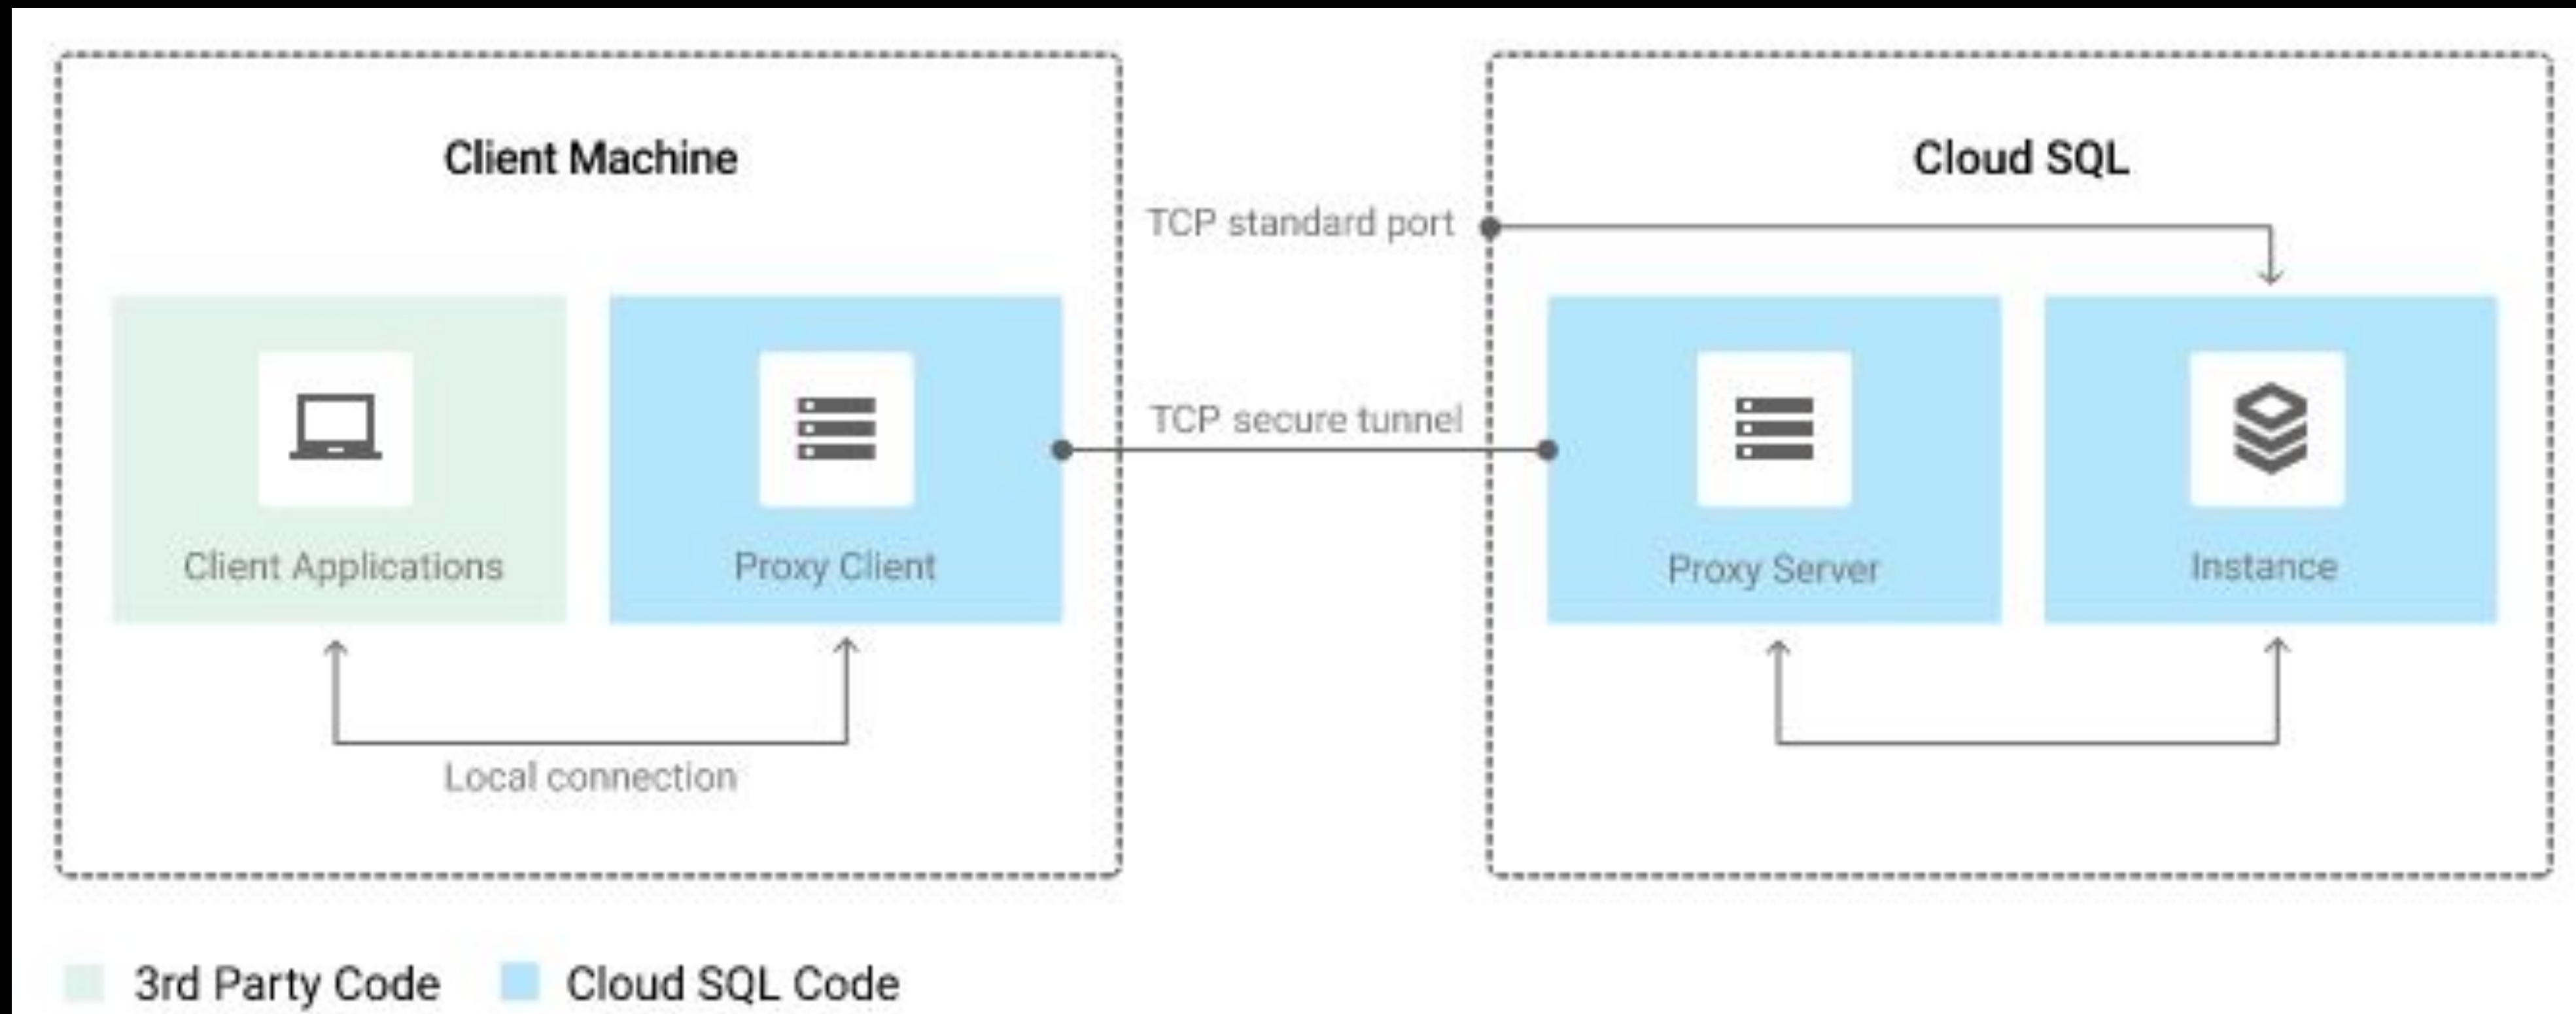 Client Machine
Cloud SQL
TCP standard port
TCP secure tunnel
Client Applications
Proxy Client
Proxy Server
Instance
Local connection
3rd Party Code
Cloud SQL Code